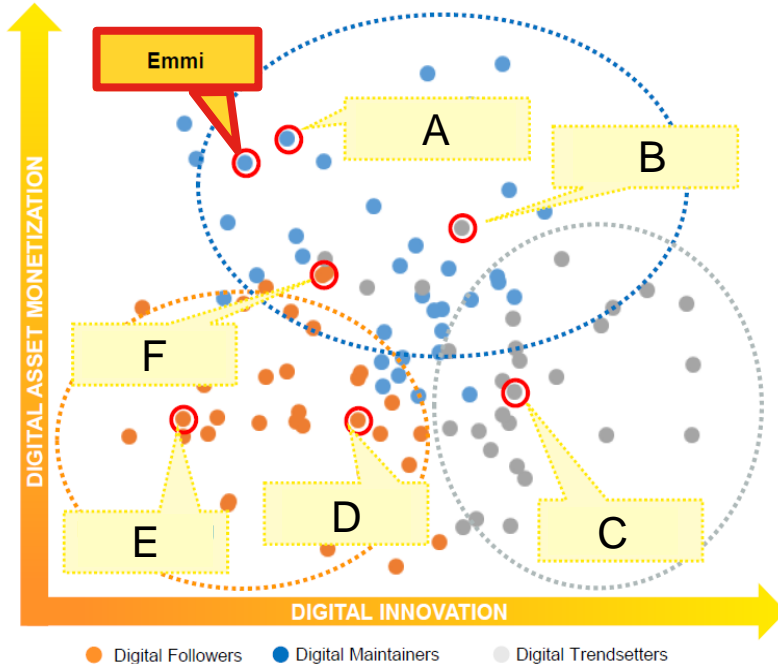 Emmi
A
B
F
E
D
C
DIGITAL ASSET MONETIZATION
DIGITAL INNOVATION
Digital Followers
Digital Maintainers
Digital Trendsetters